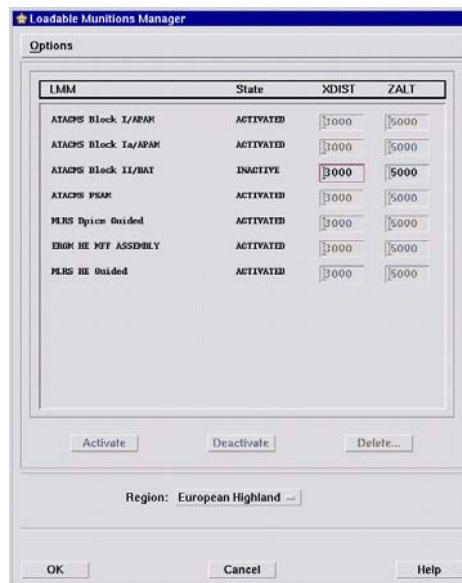 Loadable Munitions Manager
Options
LMM State XDIST ZALT
ATACMS Block I/APAM ACTIVATED 3000 5000
ATACMS Block Ia/APAM ACTIVATED 3000 5000
ATACMS Block II/BAT INACTIVE 3000 5000
ATACMS PSAM ACTIVATED 3000 5000
MLRS Dpicm Guided ACTIVATED 3000 5000
ERGM HE MFF ASSEMBLY ACTIVATED 3000 5000
MLRS HE Guided ACTIVATED 3000 5000
Activate Deactivate Delete...
Region: European Highland
OK Cancel Help